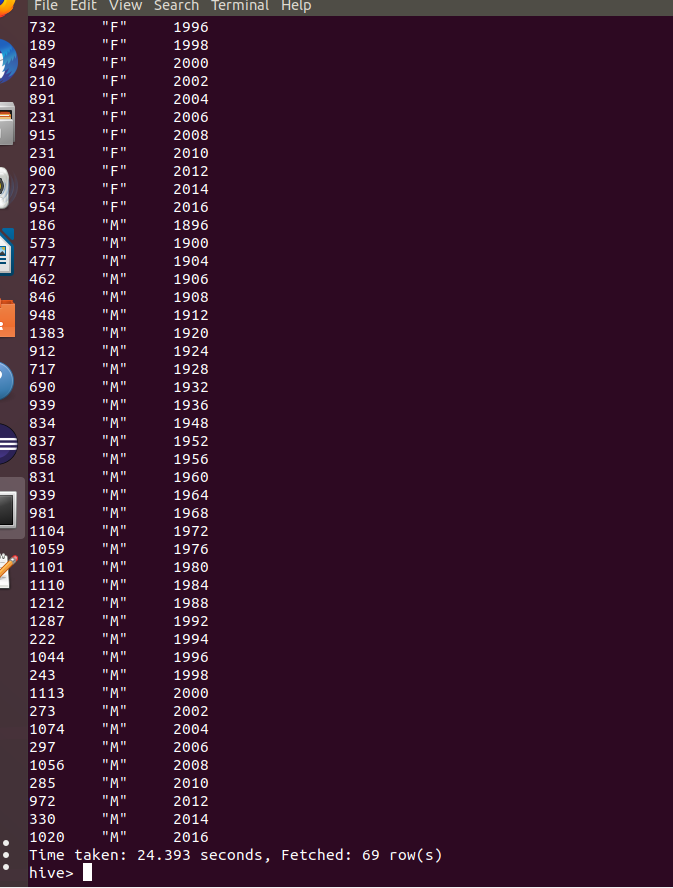 File Edit View Search Terminal Help
732 "F" 1996
189 "F" 1998
849 "F" 2000
210 "F" 2002
891 "F" 2004
231 "F" 2006
915 "F" 2008
231 "F" 2010
900 "F" 2012
273 "F" 2014
954 "F" 2016
186 "M" 1896
573 "M" 1900
477 "M" 1904
462 "M" 1906
846 "M" 1908
948 "M" 1912
1383 "M" 1920
912 "M" 1924
717 "M" 1928
690 "M" 1932
939 "M" 1936
834 "M" 1948
837 "M" 1952
858 "M" 1956
831 "M" 1960
939 "M" 1964
981 "M" 1968
1104 "M" 1972
1059 "M" 1976
1101 "M" 1980
1110 "M" 1984
1212 "M" 1988
1287 "M" 1992
222 "M" 1994
1044 "M" 1996
243 "M" 1998
1113 "M" 2000
273 "M" 2002
1074 "M" 2004
297 "M" 2006
1056 "M" 2008
285 "M" 2010
972 "M" 2012
330 "M" 2014
1020 "M" 2016
Time taken: 24.393 seconds, Fetched: 69 row(s)
hive>